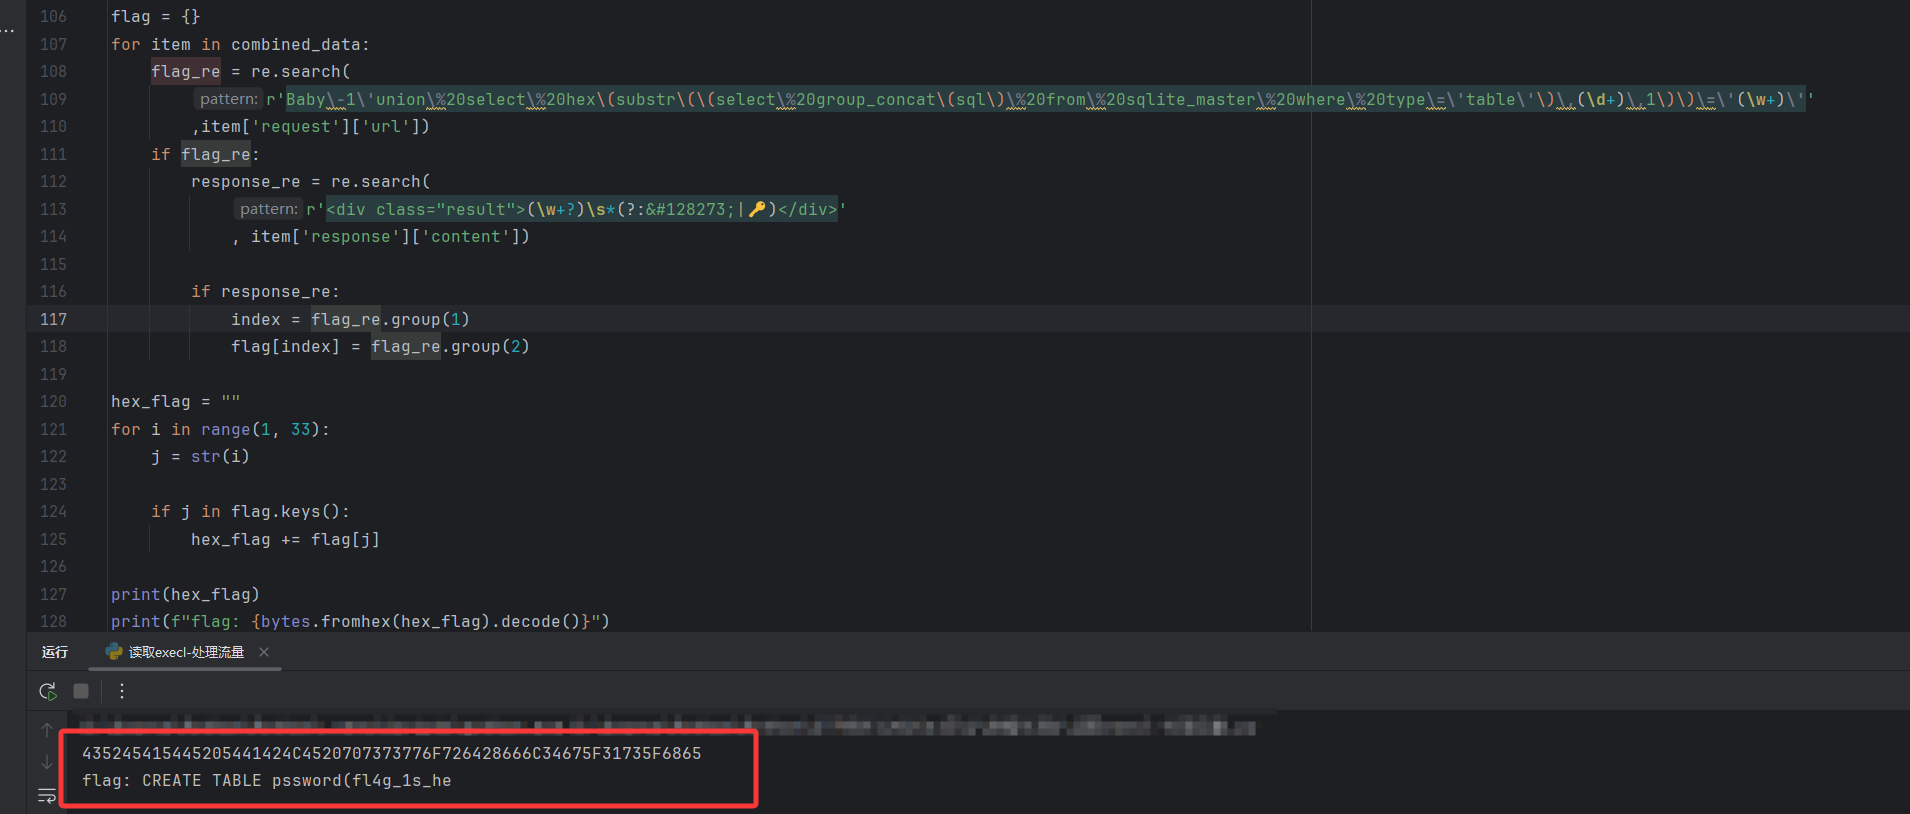 106 flag = {}
107 for item in combined_data:
108 flag_re = re.search(
109 pattern: r'Baby\-1\'union\%20select\%20hex\(substr\(\(select\%20group_concat\(sql\)\%20from\%20sqlite_master\%20where\%20type\=\'table\'\)\,(\d+)\,1\)\)\=\'(\w+)\''
110 ,item['request']['url'])
111 if flag_re:
112 response_re = re.search(
113 pattern: r'<div class="result">(\w+?)\s*(?:&#128273;|🔑)</div>'
114 , item['response']['content'])
115
116 if response_re:
117 index = flag_re.group(1)
118 flag[index] = flag_re.group(2)
119
120 hex_flag = ""
121 for i in range(1, 33):
122 j = str(i)
123
124 if j in flag.keys():
125 hex_flag += flag[j]
126
127 print(hex_flag)
128 print(f"flag: {bytes.fromhex(hex_flag).decode()}")
运行 读取execl-处理流量
435245415445205441424C4520707373776F726428666C34675F31735F6865
flag: CREATE TABLE pssword(fl4g_1s_he